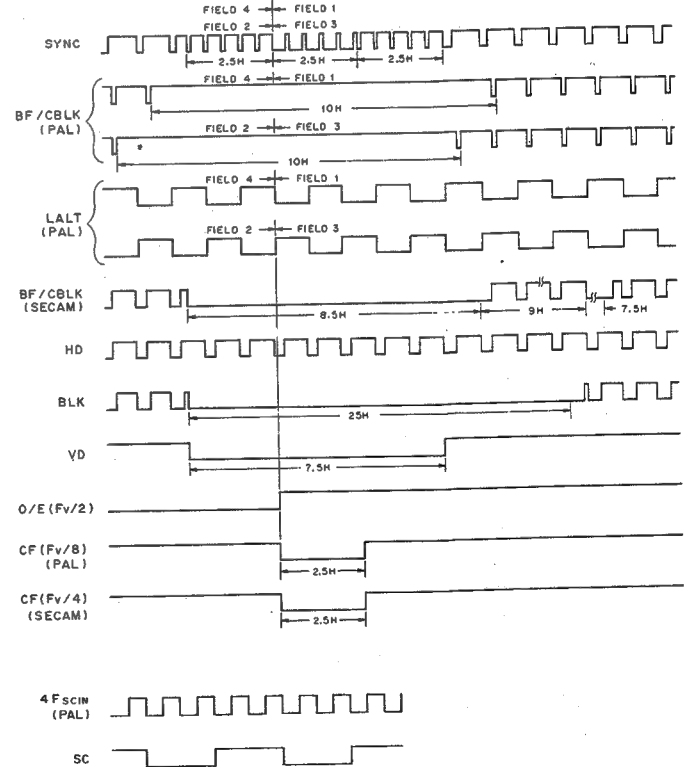 FIELD 4 FIELD 1
FIELD 2 FIELD 3
SYNC
2.5H 2.5H 2.5H
FIELD 4 FIELD 1
BF/CBLK
(PAL)
10H
FIELD 2 FIELD 3
10H
FIELD 4 FIELD 1
LALT
(PAL)
FIELD 2 FIELD 3
BF/CBLK
(SECAM)
8.5H 9H 7.5H
HD
BLK
25H
VD
7.5H
O/E(Fv/2)
CF(Fv/8)
(PAL)
2.5H
CF(Fv/4)
(SECAM)
2.5H
4FSCIN
(PAL)
SC